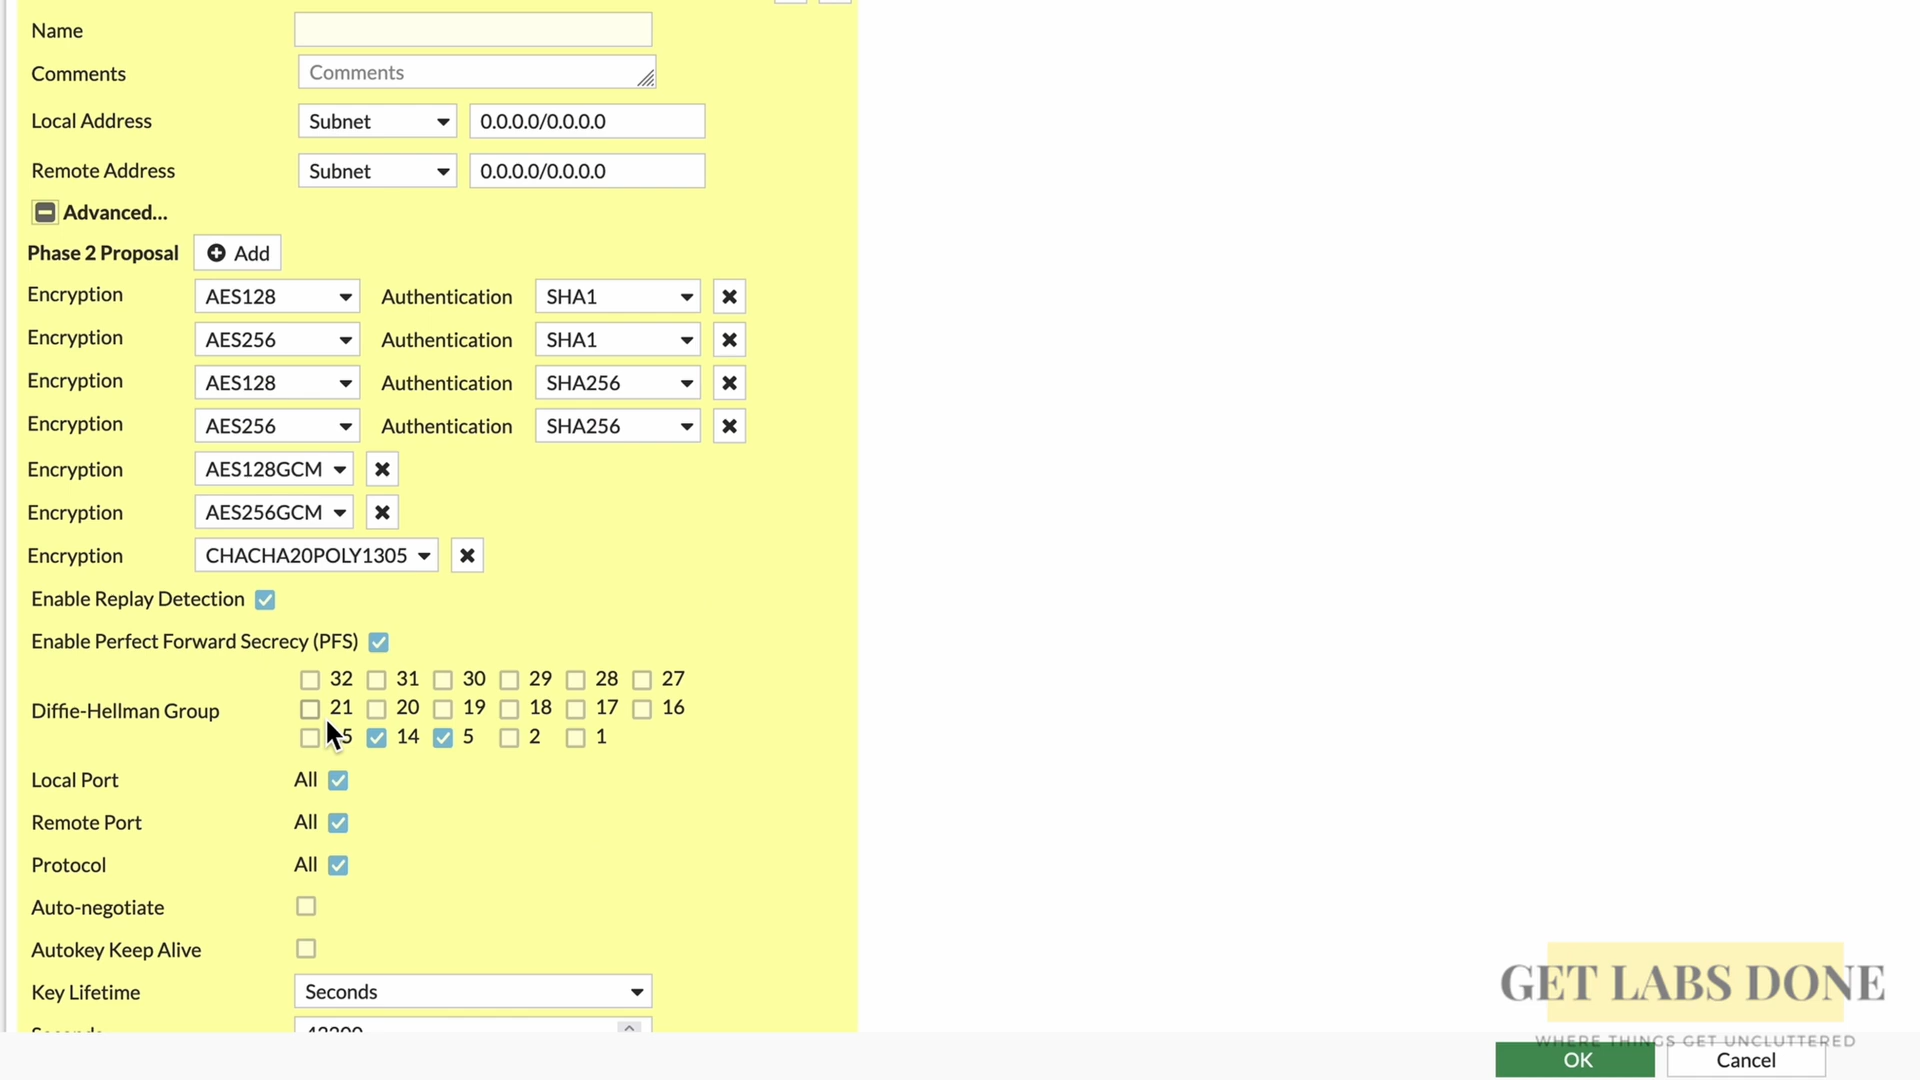 Name
Comments Comments
Local Address Subnet 0.0.0.0/0.0.0.0
Remote Address Subnet 0.0.0.0/0.0.0.0
Advanced...
Phase 2 Proposal Add
Encryption AES128 Authentication SHA1
Encryption AES256 Authentication SHA1
Encryption AES128 Authentication SHA256
Encryption AES256 Authentication SHA256
Encryption AES128GCM
Encryption AES256GCM
Encryption CHACHA20POLY1305
Enable Replay Detection
Enable Perfect Forward Secrecy (PFS)
32 31 30 29 28 27
Diffie-Hellman Group 21 20 19 18 17 16
14 5 2 1
Local Port All
Remote Port All
Protocol All
Auto-negotiate
Autokey Keep Alive
Key Lifetime Seconds
GET LABS DONE
WHERE THINGS GET UNCLUTTERED
OK Cancel